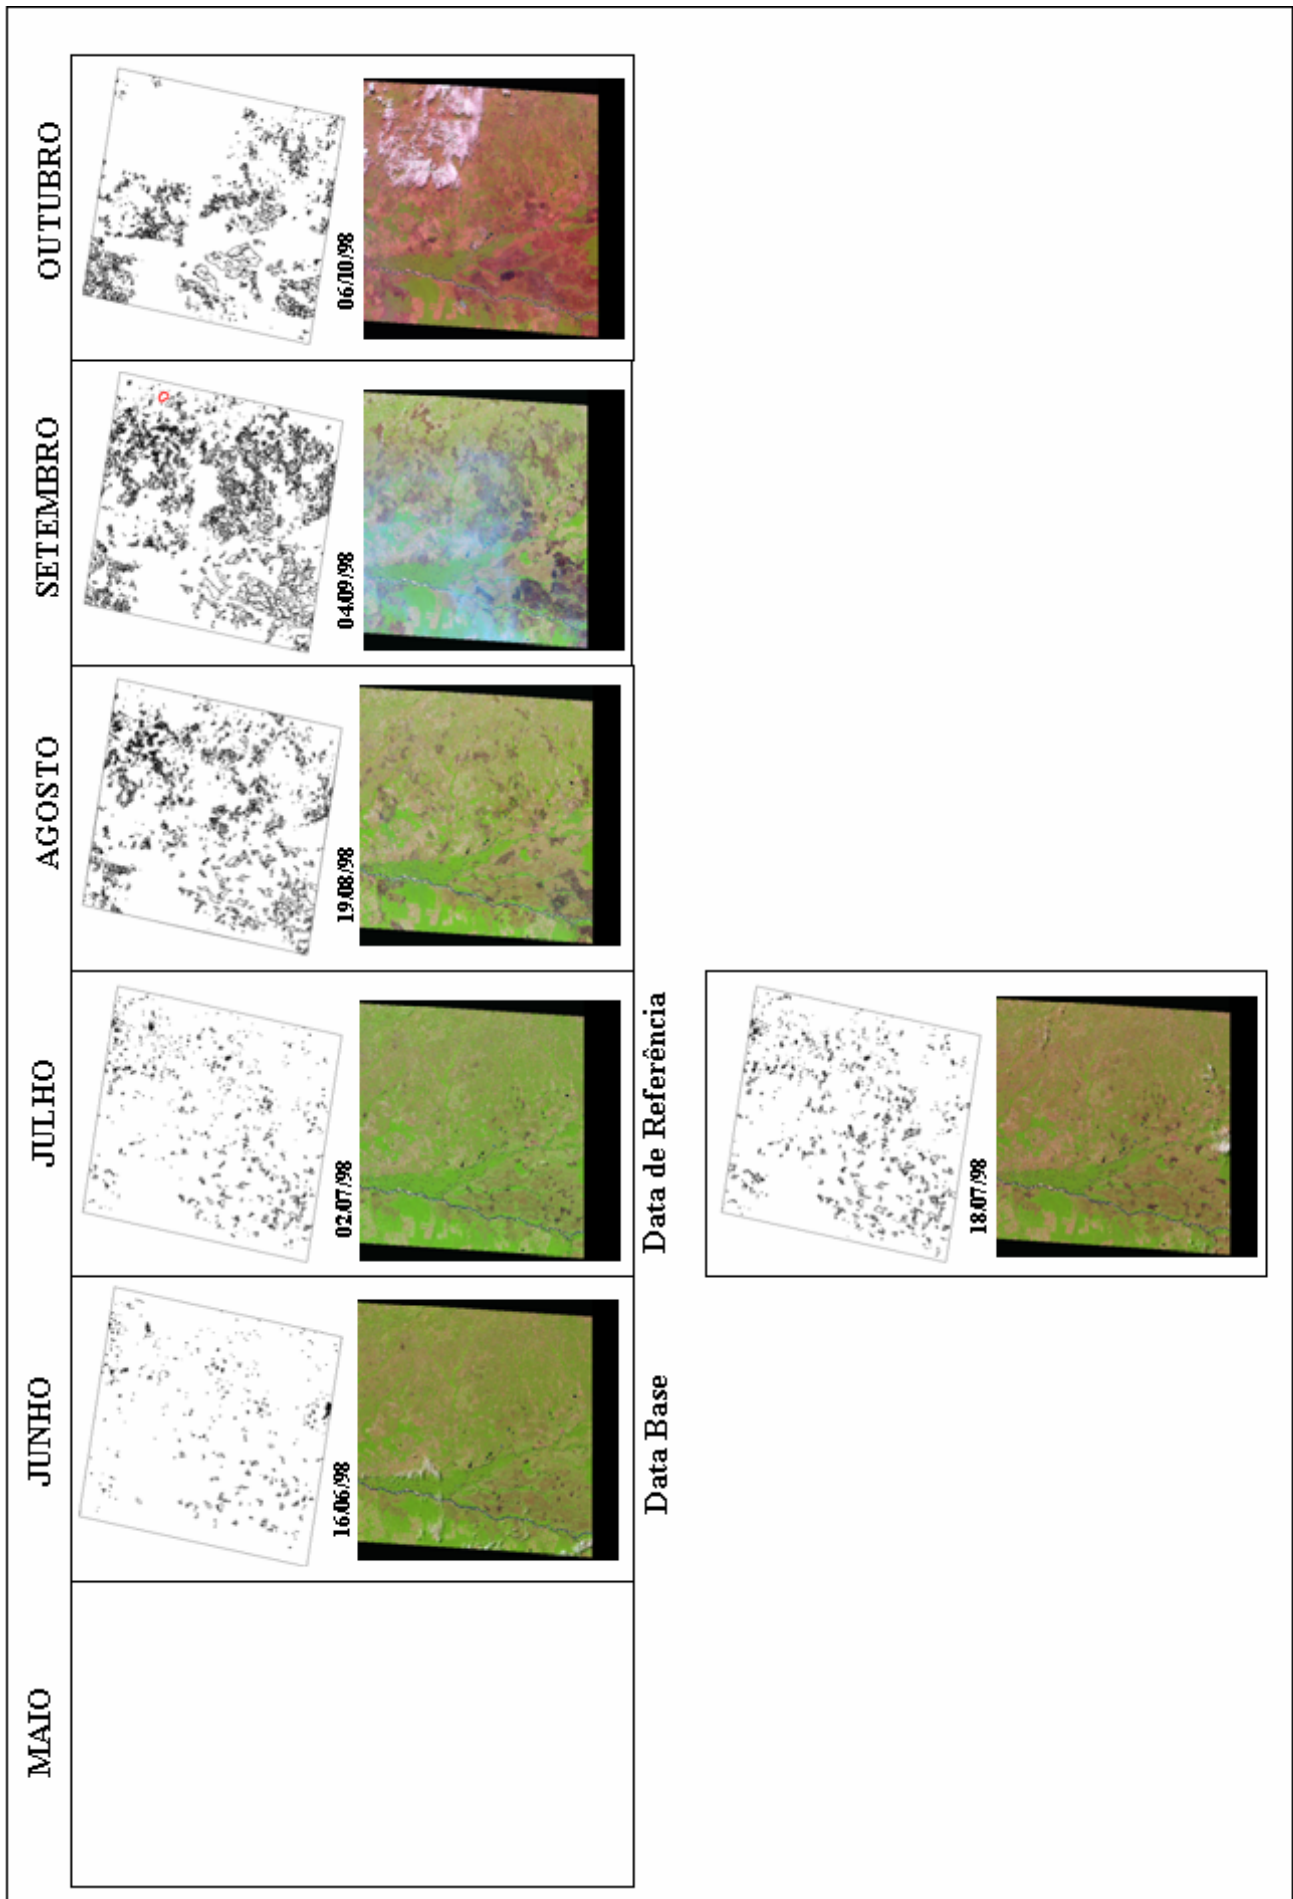 MAIO
JUNHO
JULHO
AGOSTO
SETEMBRO
OUTUBRO
16/06/98
02/07/98
19/08/98
04/09/98
06/10/98
Data Base
Data de Referência
18/07/98